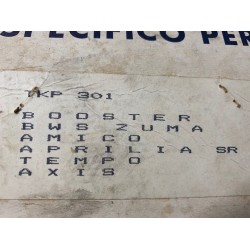 SPECIFICO PER
TKP 301
BOOSTER
BWS ZUMA
AMICO
APRILIA SR
TEMPO
AXIS